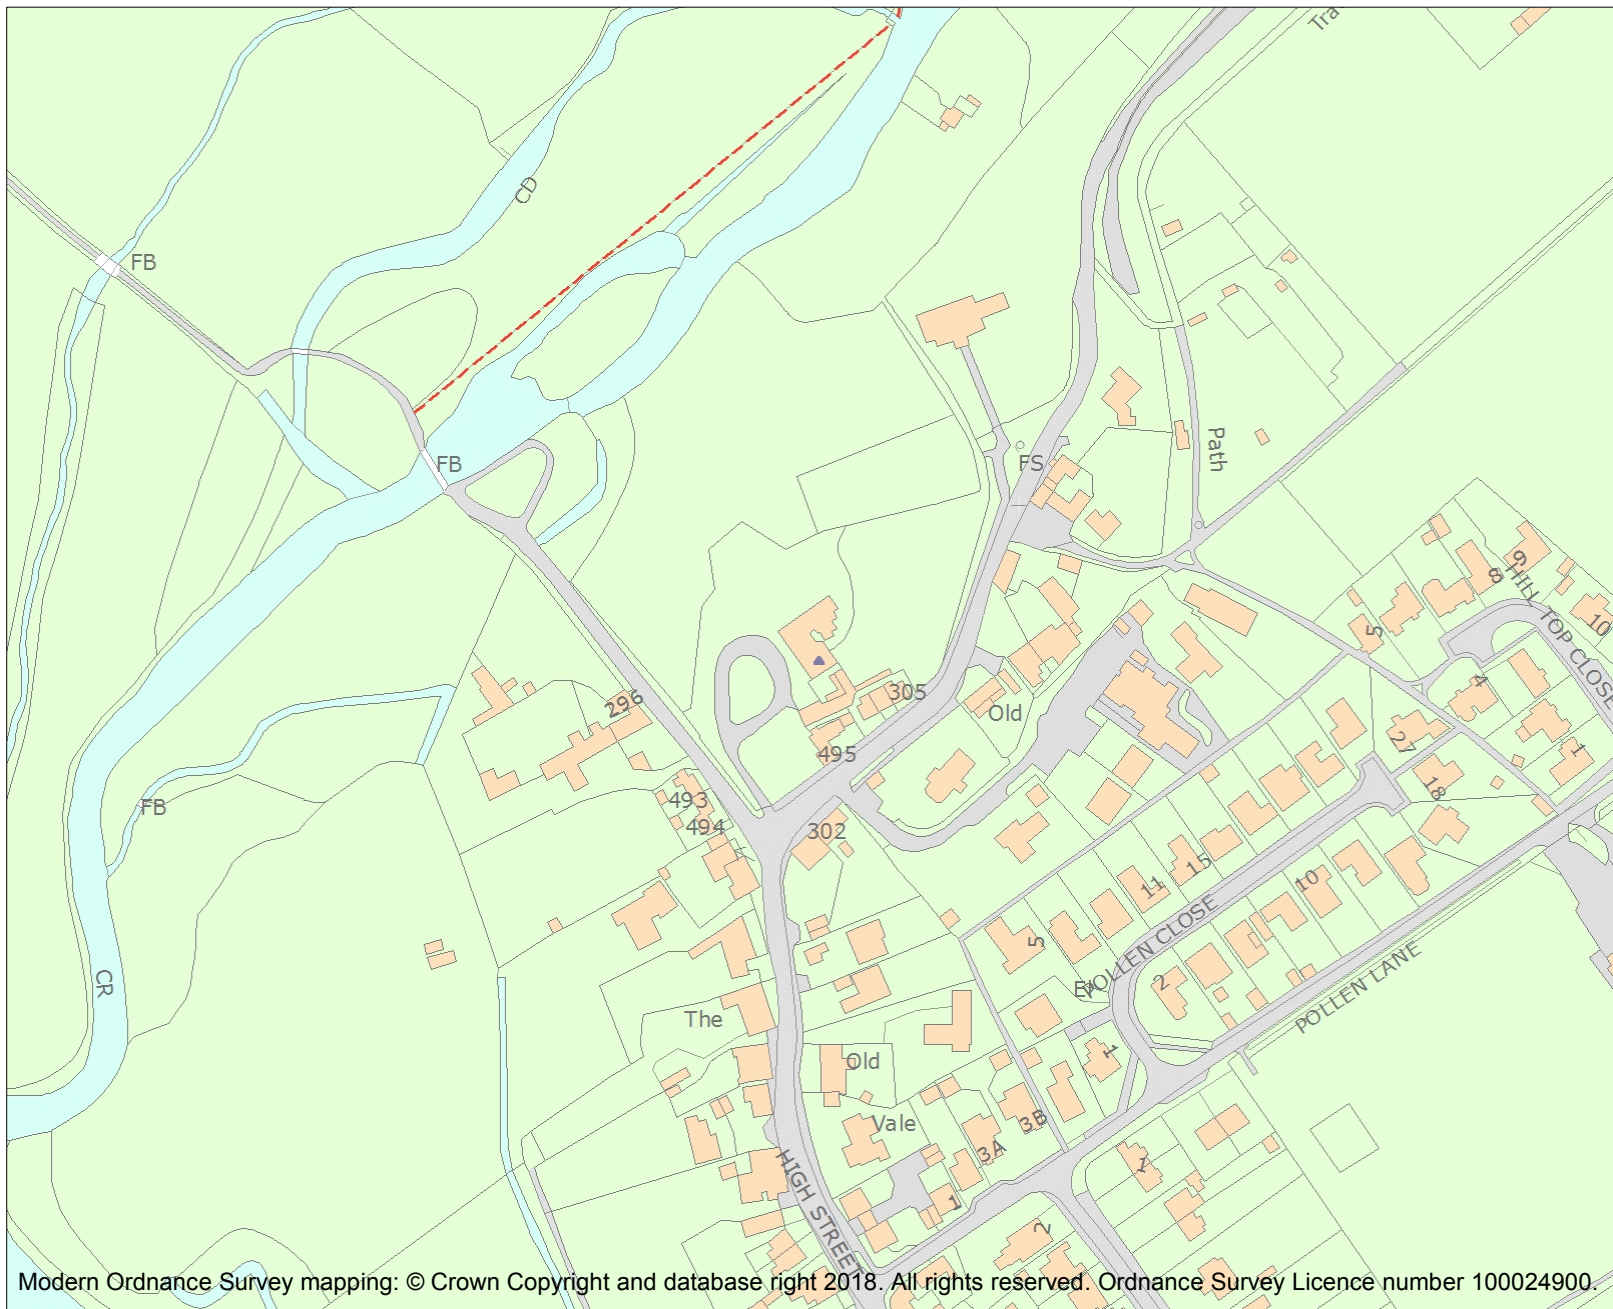 Tra
CD
FB
FB
FS
Path
9
8
HILL TOP CLOSE
10
5
4
296
305
Old
495
27
1
493
18
494
302
15
11
10
POLLEN CLOSE
5
2
CR
FB
POLLEN LANE
The
Old
1
Vale
3B
3A
1
1
2
HIGH STREET
Modern Ordnance Survey mapping: © Crown Copyright and database right 2018. All rights reserved. Ordnance Survey Licence number 100024900.